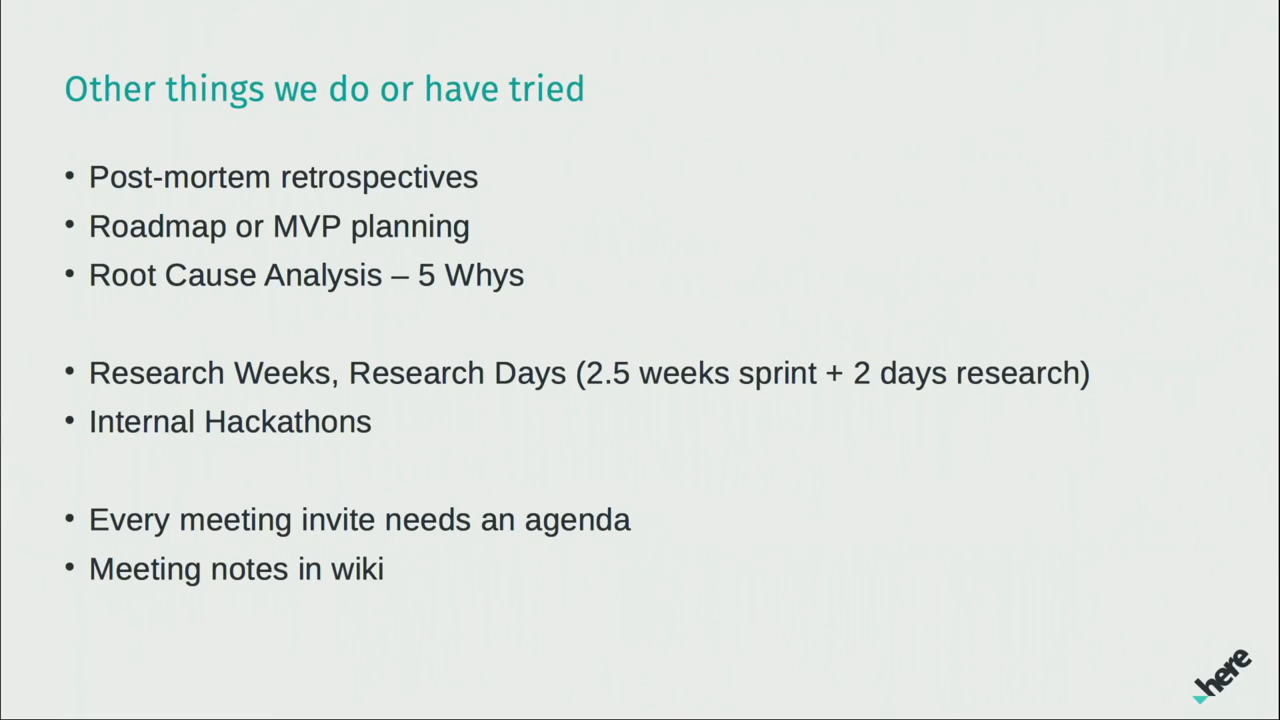 Other things we do or have tried
• Post-mortem retrospectives
• Roadmap or MVP planning
• Root Cause Analysis – 5 Whys
• Research Weeks, Research Days (2.5 weeks sprint + 2 days research)
• Internal Hackathons
• Every meeting invite needs an agenda
• Meeting notes in wiki
here